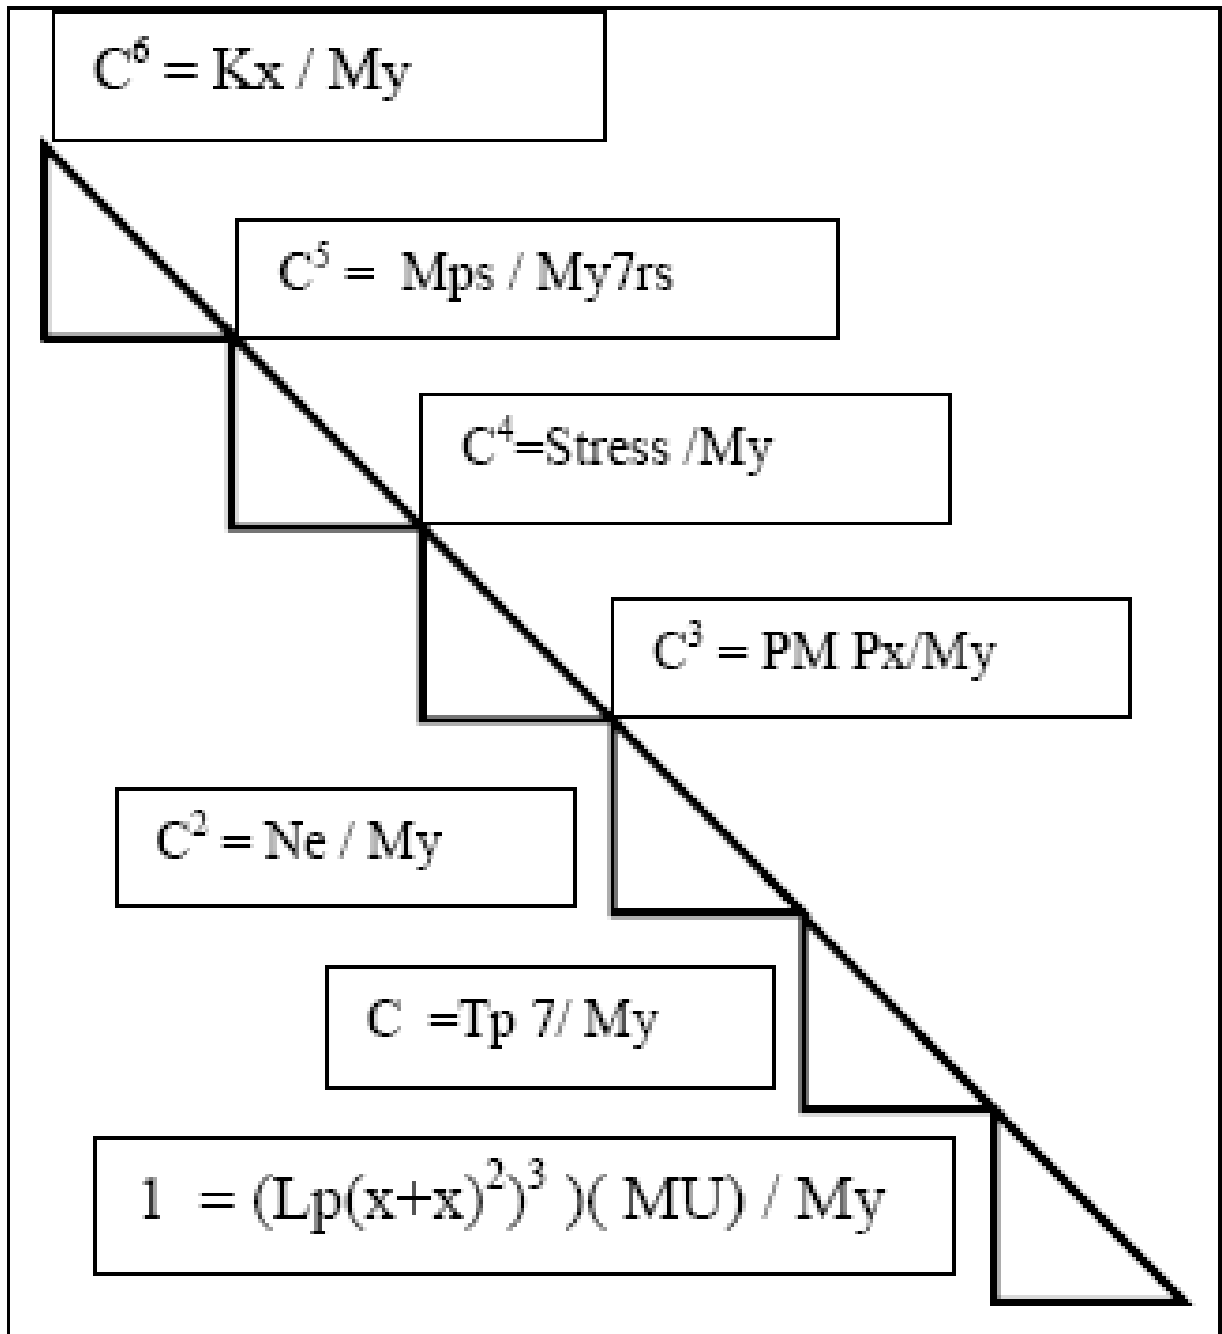 C⁶ = Kx / My
C⁵ = Mps / My7rs
C⁴=Stress /My
C³ = PM Px/My
C² = Ne / My
C =Tp 7/ My
1 = (Lp(x+x)²)³ )( MU) / My